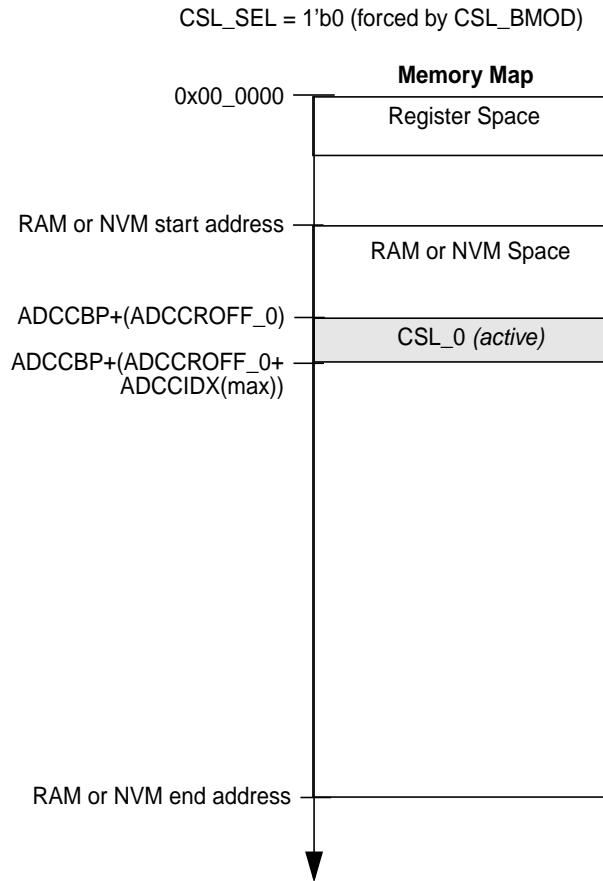 CSL_SEL = 1'b0 (forced by CSL_BMOD)
Memory Map
0x00_0000
Register Space
RAM or NVM start address
RAM or NVM Space
ADCCBP+(ADCCROFF_0)
CSL_0 (active)
ADCCBP+(ADCCROFF_0+
ADCCIDX(max))
RAM or NVM end address